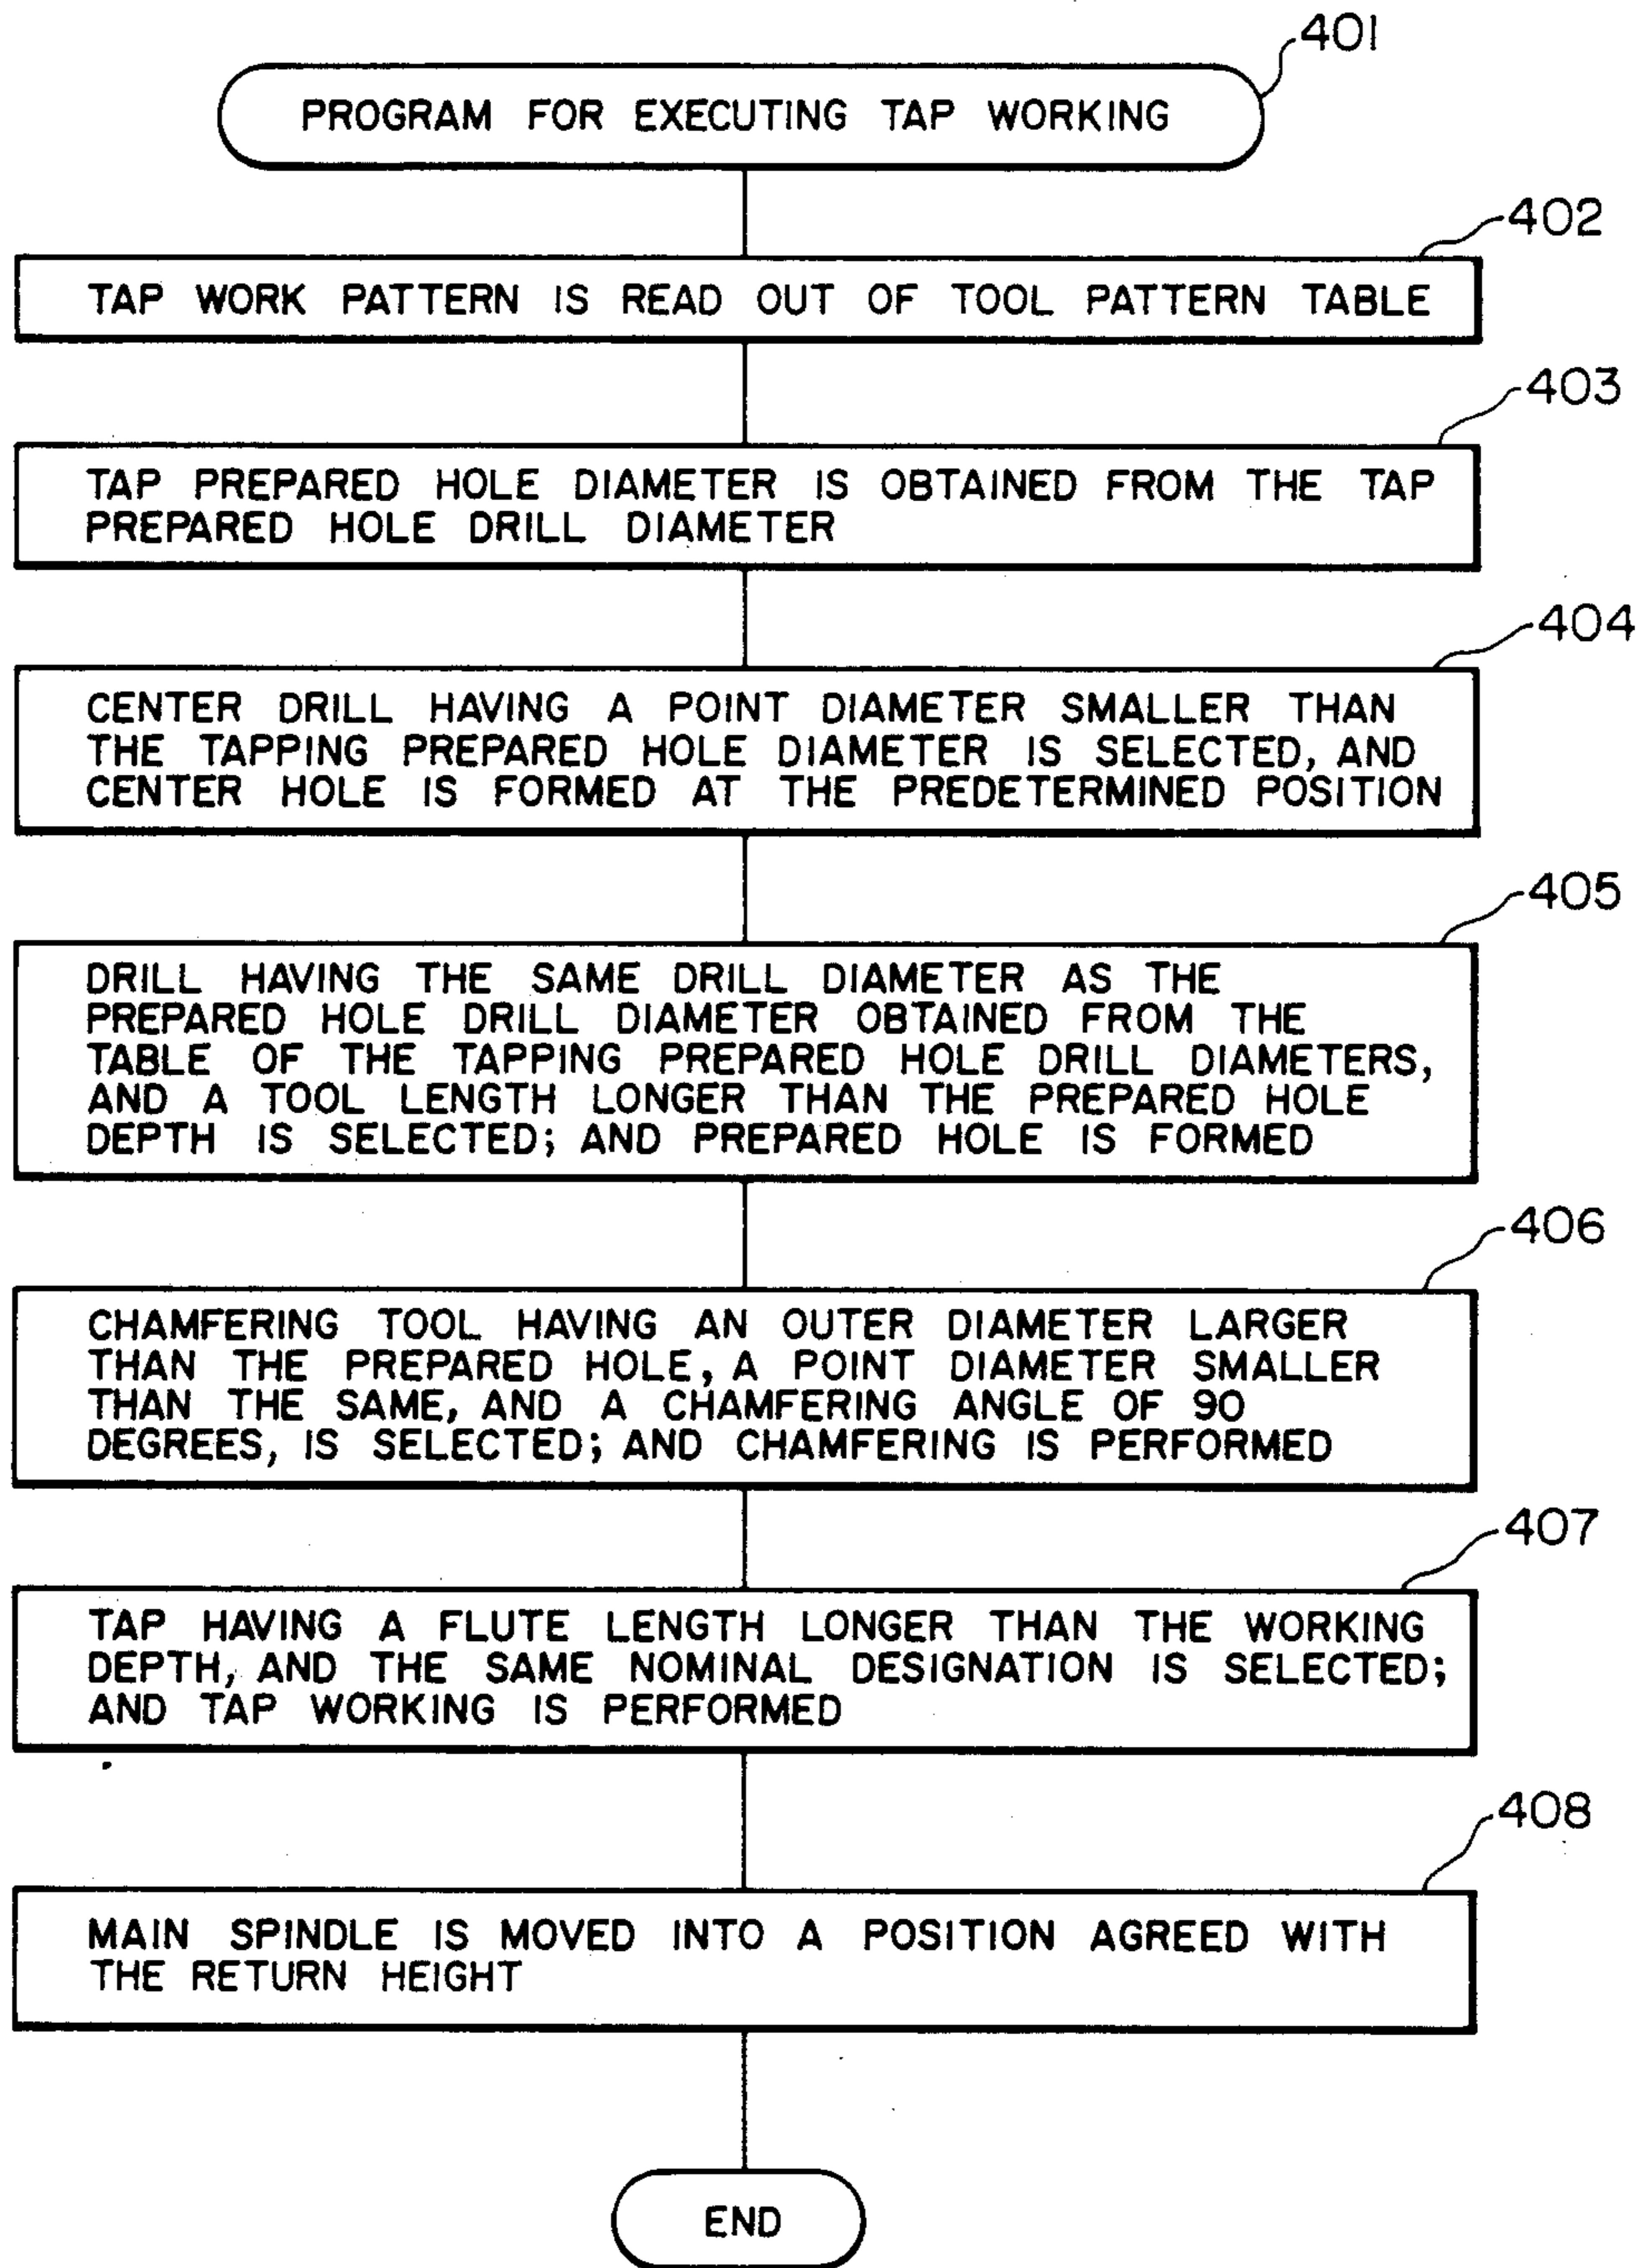 401
PROGRAM FOR EXECUTING TAP WORKING
402
TAP WORK PATTERN IS READ OUT OF TOOL PATTERN TABLE
403
TAP PREPARED HOLE DIAMETER IS OBTAINED FROM THE TAP
PREPARED HOLE DRILL DIAMETER
404
CENTER DRILL HAVING A POINT DIAMETER SMALLER THAN
THE TAPPING PREPARED HOLE DIAMETER IS SELECTED, AND
CENTER HOLE IS FORMED AT THE PREDETERMINED POSITION
405
DRILL HAVING THE SAME DRILL DIAMETER AS THE
PREPARED HOLE DRILL DIAMETER OBTAINED FROM THE
TABLE OF THE TAPPING PREPARED HOLE DRILL DIAMETERS,
AND A TOOL LENGTH LONGER THAN THE PREPARED HOLE
DEPTH IS SELECTED; AND PREPARED HOLE IS FORMED
406
CHAMFERING TOOL HAVING AN OUTER DIAMETER LARGER
THAN THE PREPARED HOLE, A POINT DIAMETER SMALLER
THAN THE SAME, AND A CHAMFERING ANGLE OF 90
DEGREES, IS SELECTED; AND CHAMFERING IS PERFORMED
407
TAP HAVING A FLUTE LENGTH LONGER THAN THE WORKING
DEPTH, AND THE SAME NOMINAL DESIGNATION IS SELECTED;
AND TAP WORKING IS PERFORMED
408
MAIN SPINDLE IS MOVED INTO A POSITION AGREED WITH
THE RETURN HEIGHT
END